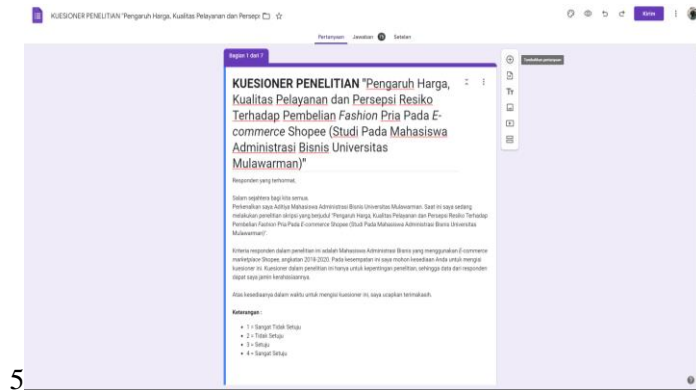 KUESIONER PENELITIAN "Pengaruh Harga, Kualitas Pelayanan dan Persepsi
Kirim
Pertanyaan Jawaban Setelan
Bagian 1 dari 7
Tambahkan pertanyaan
KUESIONER PENELITIAN "Pengaruh Harga,
Kualitas Pelayanan dan Persepsi Resiko
Terhadap Pembelian Fashion Pria Pada E-
commerce Shopee (Studi Pada Mahasiswa
Administrasi Bisnis Universitas
Mulawarman)"
Responden yang terhormat,
Salam sejahtera bagi kita semua.
Perkenalkan saya Aditiya Mahasiswa Administrasi Bisnis Universitas Mulawarman. Saat ini saya sedang
melakukan penelitian skripsi yang berjudul "Pengaruh Harga, Kualitas Pelayanan dan Persepsi Resiko Terhadap
Pembelian Fashion Pria Pada E-commerce Shopee (Studi Pada Mahasiswa Administrasi Bisnis Universitas
Mulawarman)".
Kriteria responden dalam penelitian ini adalah Mahasiswa Administrasi Bisnis yang menggunakan E-commerce
marketplace Shopee, angkatan 2018-2020. Pada kesempatan ini saya mohon kesediaan Anda untuk mengisi
kuesioner ini. Kuesioner dalam penelitian ini hanya untuk kepentingan penelitian, sehingga data dari responden
dapat saya jamin kerahasiaannya.
Atas kesediaanya dalam waktu untuk mengisi kuesioner ini, saya ucapkan terimakasih.
Keterangan :
1 = Sangat Tidak Setuju
2 = Tidak Setuju
3 = Setuju
4 = Sangat Setuju
5